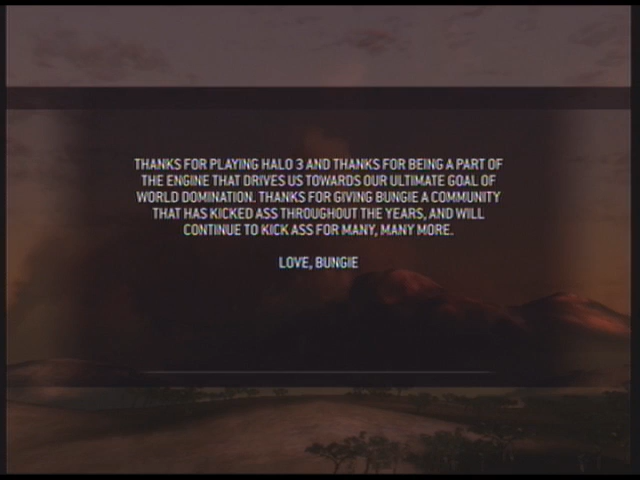 THANKS FOR PLAYING HALO 3 AND THANKS FOR BEING A PART OF
THE ENGINE THAT DRIVES US TOWARDS OUR ULTIMATE GOAL OF
WORLD DOMINATION. THANKS FOR GIVING BUNGIE A COMMUNITY
THAT HAS KICKED ASS THROUGHOUT THE YEARS, AND WILL
CONTINUE TO KICK ASS FOR MANY, MANY MORE.
LOVE, BUNGIE